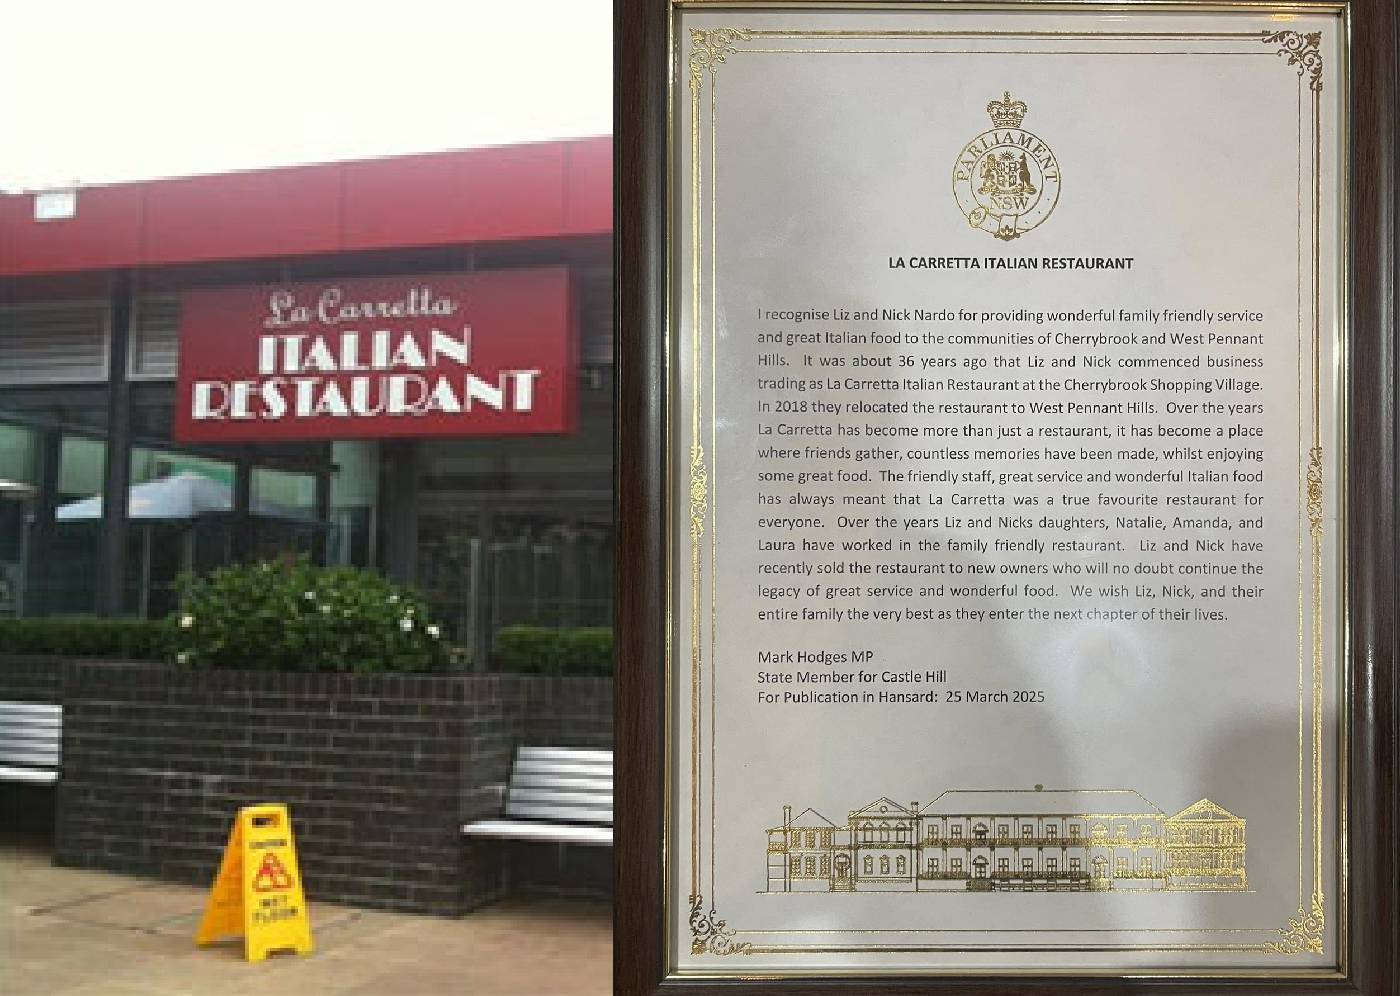 La Carretta
ITALIAN
RESTAURANT
CAUTION
WET
FLOOR
PARLIAMENT
NSW
LA CARRETTA ITALIAN RESTAURANT
I recognise Liz and Nick Nardo for providing wonderful family friendly service
and great Italian food to the communities of Cherrybrook and West Pennant
Hills. It was about 36 years ago that Liz and Nick commenced business
trading as La Carretta Italian Restaurant at the Cherrybrook Shopping Village.
In 2018 they relocated the restaurant to West Pennant Hills. Over the years
La Carretta has become more than just a restaurant, it has become a place
where friends gather, countless memories have been made, whilst enjoying
some great food. The friendly staff, great service and wonderful Italian food
has always meant that La Carretta was a true favourite restaurant for
everyone. Over the years Liz and Nicks daughters, Natalie, Amanda, and
Laura have worked in the family friendly restaurant. Liz and Nick have
recently sold the restaurant to new owners who will no doubt continue the
legacy of great service and wonderful food. We wish Liz, Nick, and their
entire family the very best as they enter the next chapter of their lives.
Mark Hodges MP
State Member for Castle Hill
For Publication in Hansard: 25 March 2025